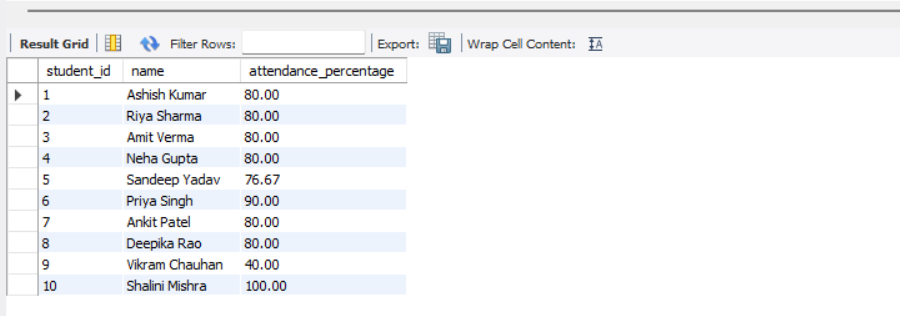 Result Grid Filter Rows: Export: Wrap Cell Content: IA
student_id name attendance_percentage
1 Ashish Kumar 80.00
2 Riya Sharma 80.00
3 Amit Verma 80.00
4 Neha Gupta 80.00
5 Sandeep Yadav 76.67
6 Priya Singh 90.00
7 Ankit Patel 80.00
8 Deepika Rao 80.00
9 Vikram Chauhan 40.00
10 Shalini Mishra 100.00